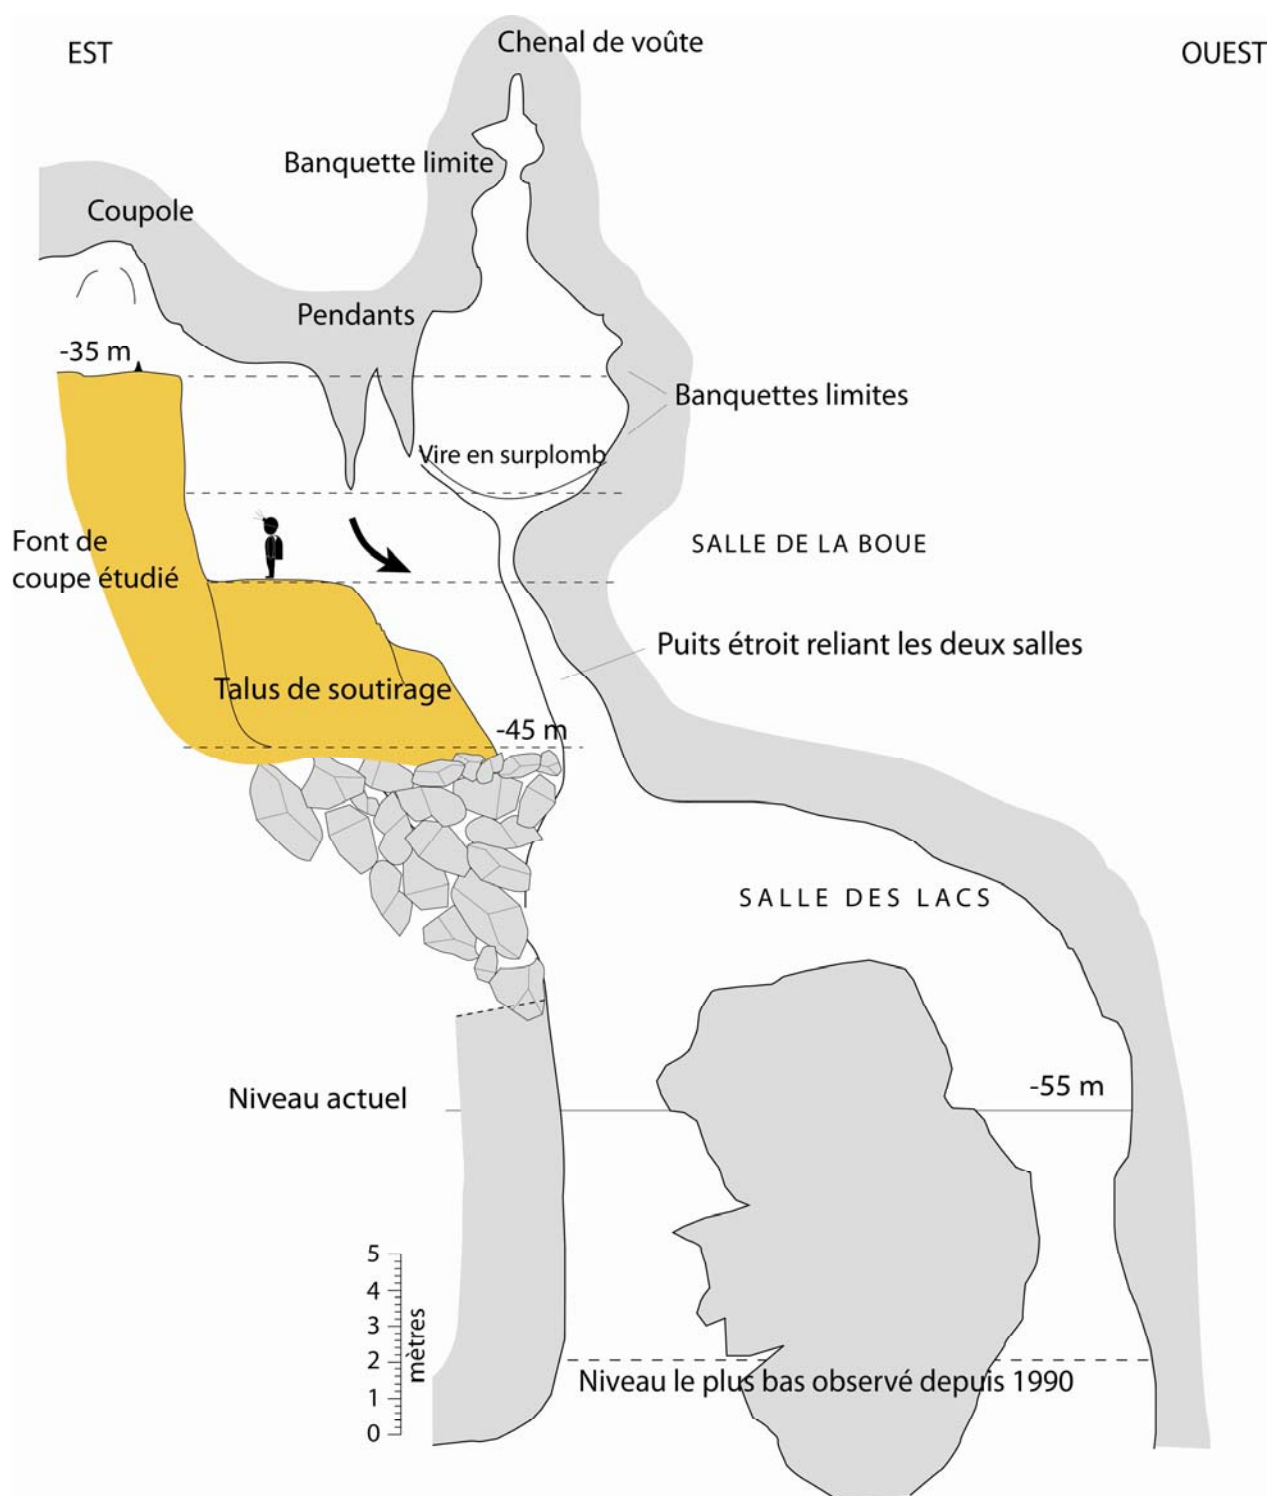 EST
Chenal de voûte
OUEST
Banquette limite
Coupole
Pendants
-35 m
Banquettes limites
Vire en surplomb
Font de
coupe étudié
SALLE DE LA BOUE
Puits étroit reliant les deux salles
Talus de soutirage
-45 m
SALLE DES LACS
-55 m
Niveau actuel
5
4
3
2
1
0
mètres
Niveau le plus bas observé depuis 1990